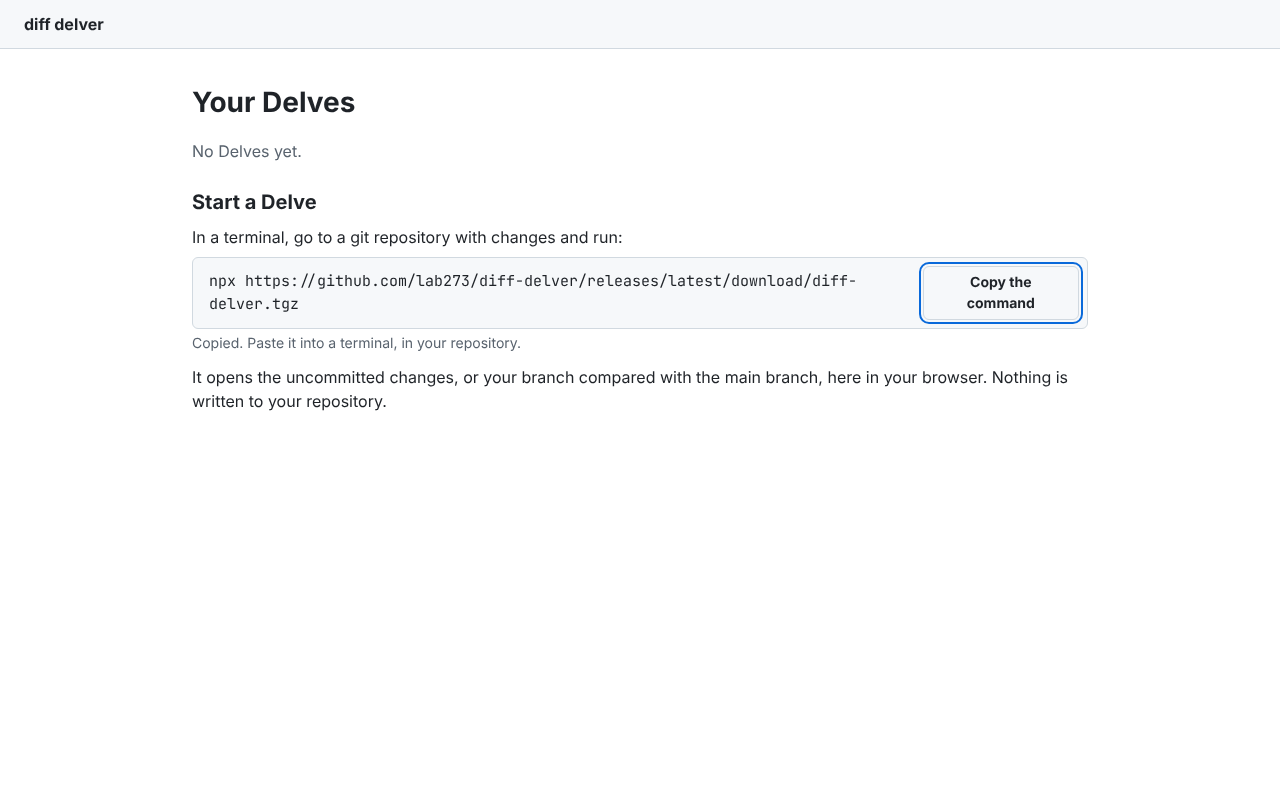 diff delver
Your Delves
No Delves yet.
Start a Delve
In a terminal, go to a git repository with changes and run:
npx https://github.com/lab273/diff-delver/releases/latest/download/diff-
delver.tgz
Copy the
command
Copied. Paste it into a terminal, in your repository.
It opens the uncommitted changes, or your branch compared with the main branch, here in your browser. Nothing is
written to your repository.